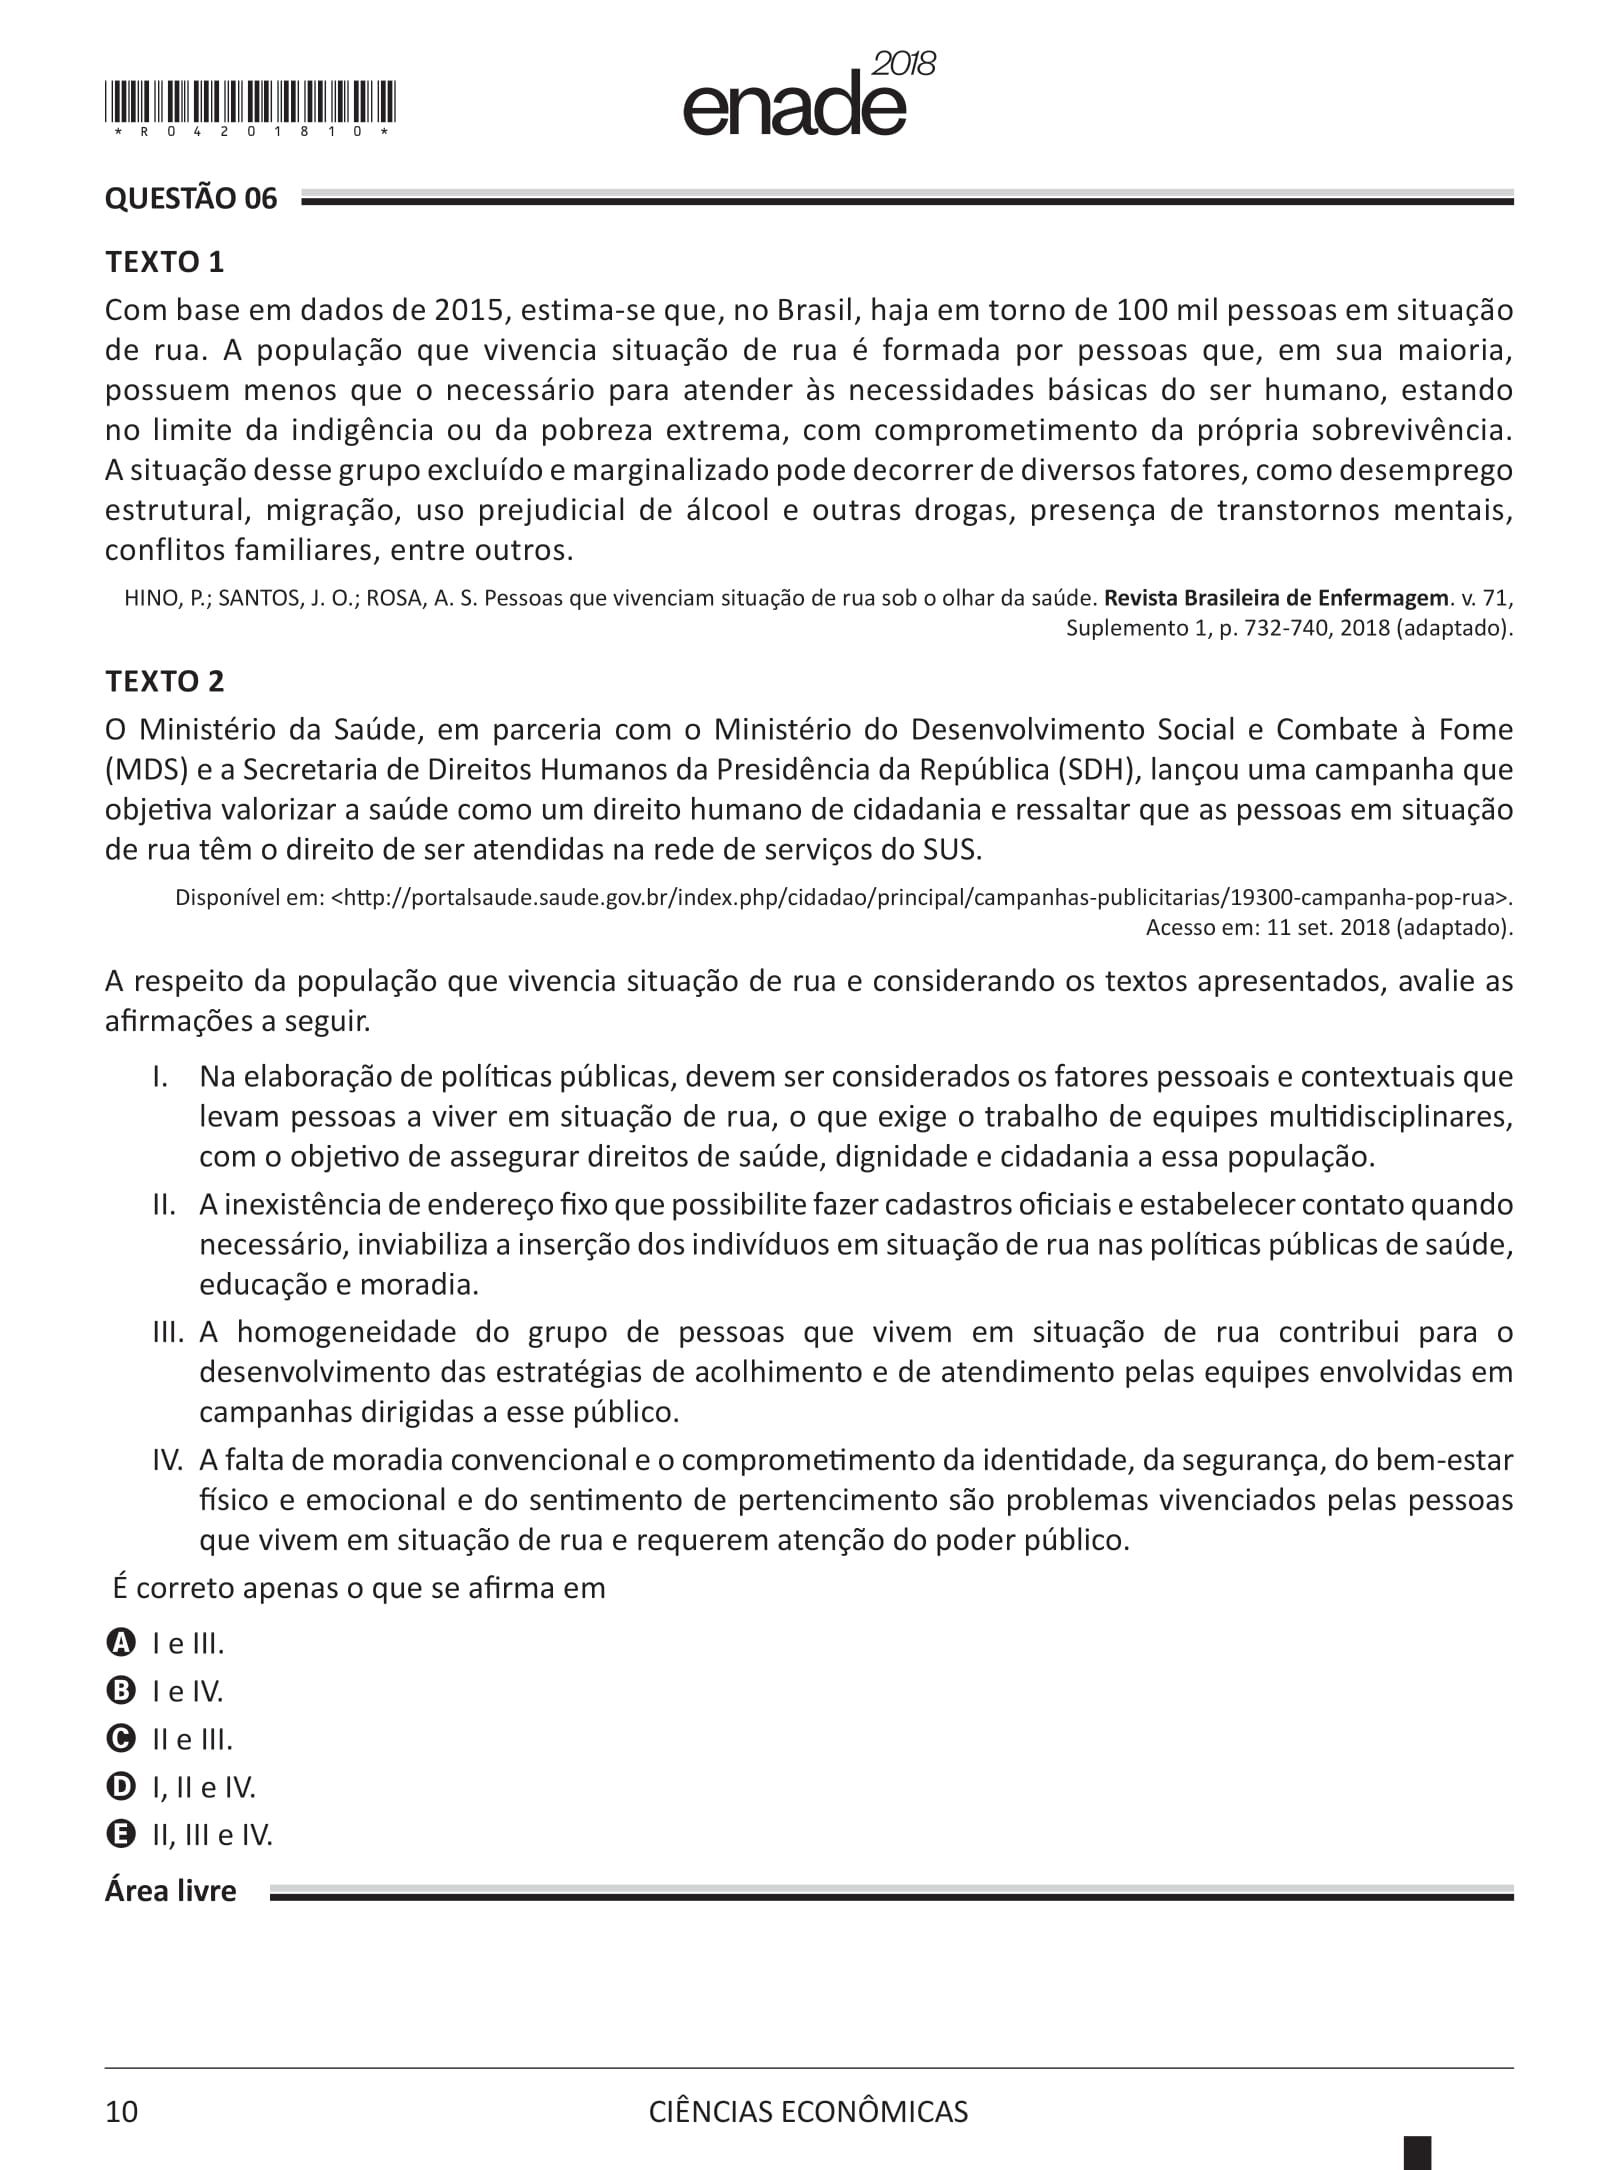 2018
enade
* R 0 4 2 0 1 8 1 0 *
QUESTÃO 06
TEXTO 1
Com base em dados de 2015, estima-se que, no Brasil, haja em torno de 100 mil pessoas em situação
de rua. A população que vivencia situação de rua é formada por pessoas que, em sua maioria,
possuem menos que o necessário para atender às necessidades básicas do ser humano, estando
no limite da indigência ou da pobreza extrema, com comprometimento da própria sobrevivência.
A situação desse grupo excluído e marginalizado pode decorrer de diversos fatores, como desemprego
estrutural, migração, uso prejudicial de álcool e outras drogas, presença de transtornos mentais,
conflitos familiares, entre outros.
HINO, P.; SANTOS, J. O.; ROSA, A. S. Pessoas que vivenciam situação de rua sob o olhar da saúde. Revista Brasileira de Enfermagem. v. 71,
Suplemento 1, p. 732-740, 2018 (adaptado).
TEXTO 2
O Ministério da Saúde, em parceria com o Ministério do Desenvolvimento Social e Combate à Fome
(MDS) e a Secretaria de Direitos Humanos da Presidência da República (SDH), lançou uma campanha que
objetiva valorizar a saúde como um direito humano de cidadania e ressaltar que as pessoas em situação
de rua têm o direito de ser atendidas na rede de serviços do SUS.
Disponível em: <http://portalsaude.saude.gov.br/index.php/cidadao/principal/campanhas-publicitarias/19300-campanha-pop-rua>.
Acesso em: 11 set. 2018 (adaptado).
A respeito da população que vivencia situação de rua e considerando os textos apresentados, avalie as
afirmações a seguir.
I. Na elaboração de políticas públicas, devem ser considerados os fatores pessoais e contextuais que
levam pessoas a viver em situação de rua, o que exige o trabalho de equipes multidisciplinares,
com o objetivo de assegurar direitos de saúde, dignidade e cidadania a essa população.
II. A inexistência de endereço fixo que possibilite fazer cadastros oficiais e estabelecer contato quando
necessário, inviabiliza a inserção dos indivíduos em situação de rua nas políticas públicas de saúde,
educação e moradia.
III. A homogeneidade do grupo de pessoas que vivem em situação de rua contribui para o
desenvolvimento das estratégias de acolhimento e de atendimento pelas equipes envolvidas em
campanhas dirigidas a esse público.
IV. A falta de moradia convencional e o comprometimento da identidade, da segurança, do bem-estar
físico e emocional e do sentimento de pertencimento são problemas vivenciados pelas pessoas
que vivem em situação de rua e requerem atenção do poder público.
É correto apenas o que se afirma em
A I e III.
B I e IV.
C II e III.
D I, II e IV.
E II, III e IV.
Área livre
10
CIÊNCIAS ECONÔMICAS